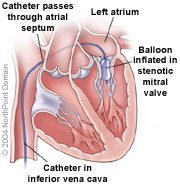 Catheter passes
through atrial
septum
Left atrium
Balloon
inflated in
stenotic
mitral
valve
Catheter in
inferior vena cava
© 2004 NorthPoint Domain